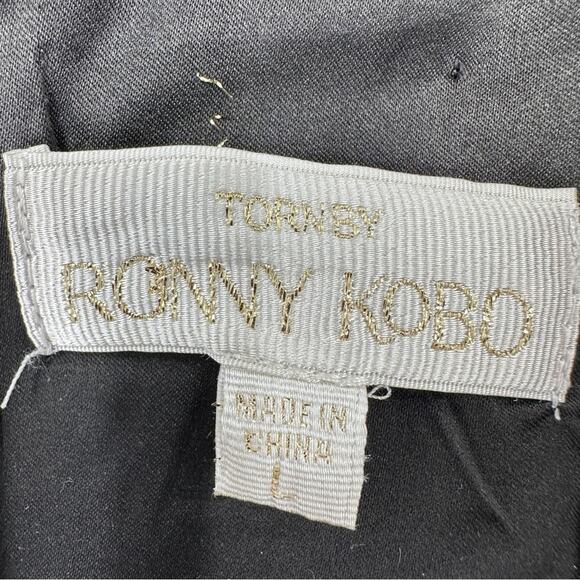 TORN BY
RONNY KOBO
MADE IN
CHINA
L